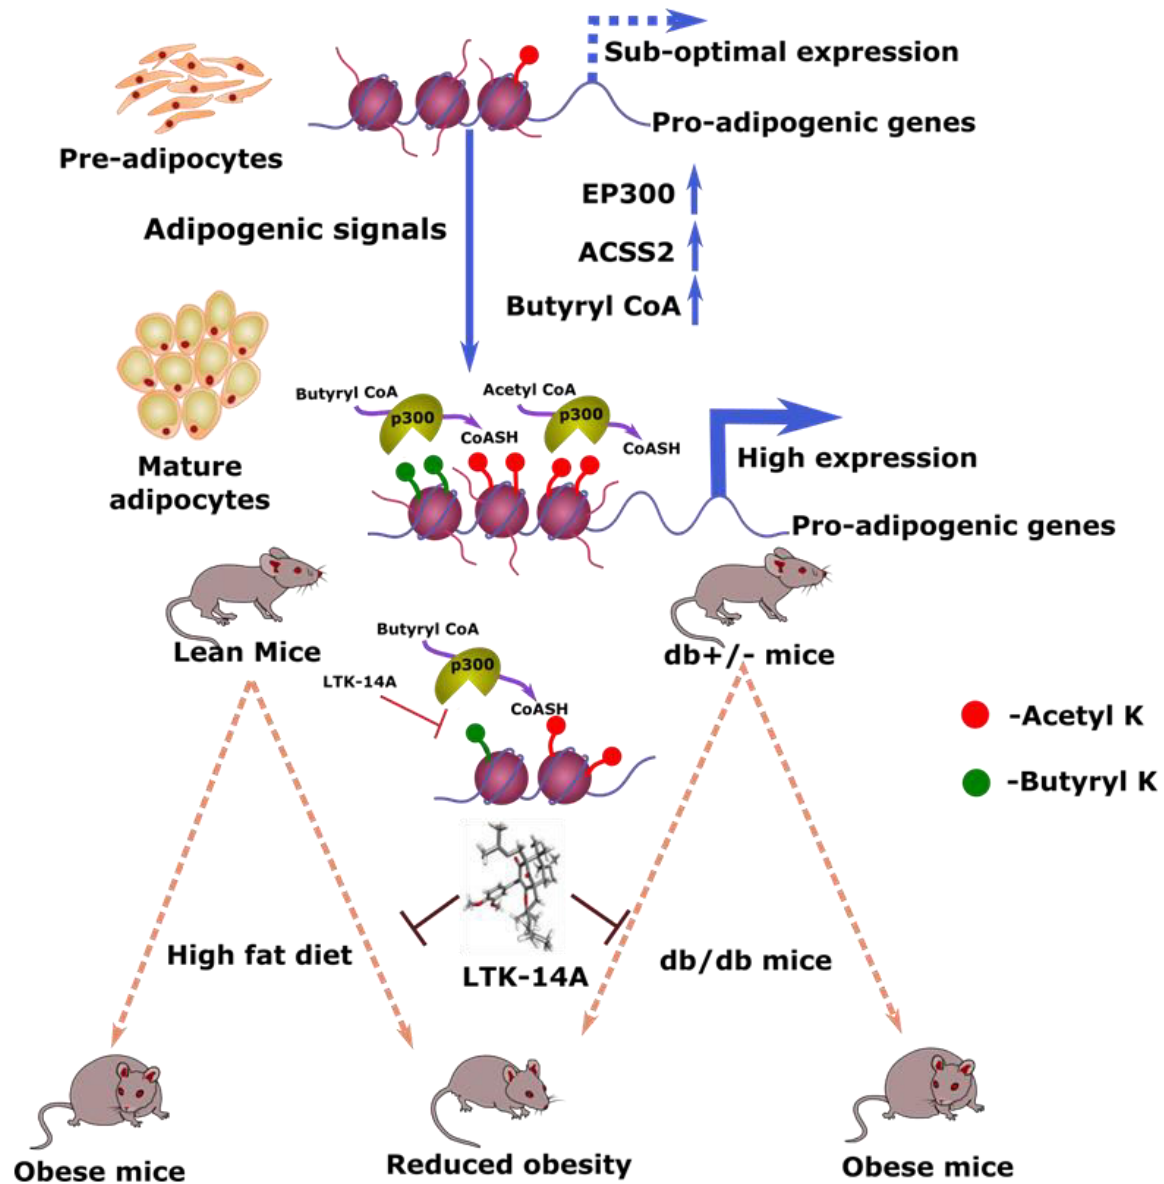 Sub-optimal expression
Pro-adipogenic genes
Pre-adipocytes
EP300
Adipogenic signals
ACSS2
Butyryl CoA
Butyryl CoA
Acetyl CoA
p300
p300
CoASH
CoASH
High expression
Mature
adipocytes
Pro-adipogenic genes
Lean Mice
Butyryl CoA
db+/- mice
p300
LTK-14A
CoASH
-Acetyl K
-Butyryl K
High fat diet
LTK-14A
db/db mice
Obese mice
Reduced obesity
Obese mice